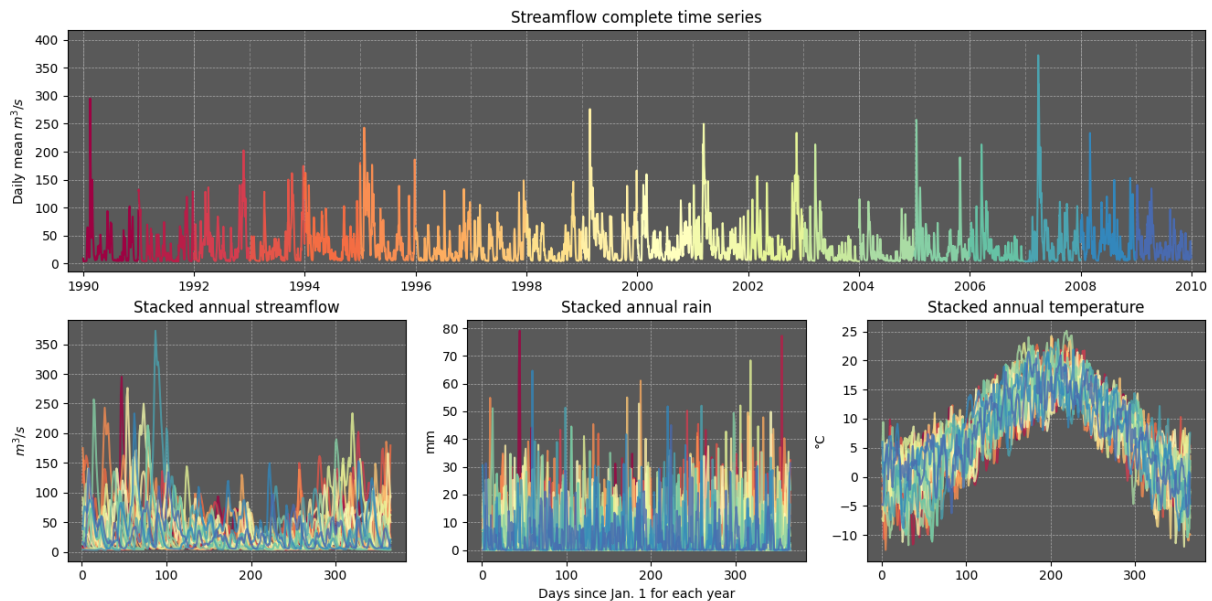 Streamflow complete time series
Daily mean m³/s
400
350
300
250
200
150
100
50
0
1990 1992 1994 1996 1998 2000 2002 2004 2006 2008 2010
Stacked annual streamflow
m³/s
350
300
250
200
150
100
50
0
0 100 200 300
Stacked annual rain
mm
80
70
60
50
40
30
20
10
0
0 100 200 300
Days since Jan. 1 for each year
Stacked annual temperature
°C
25
20
15
10
5
0
−5
−10
0 100 200 300